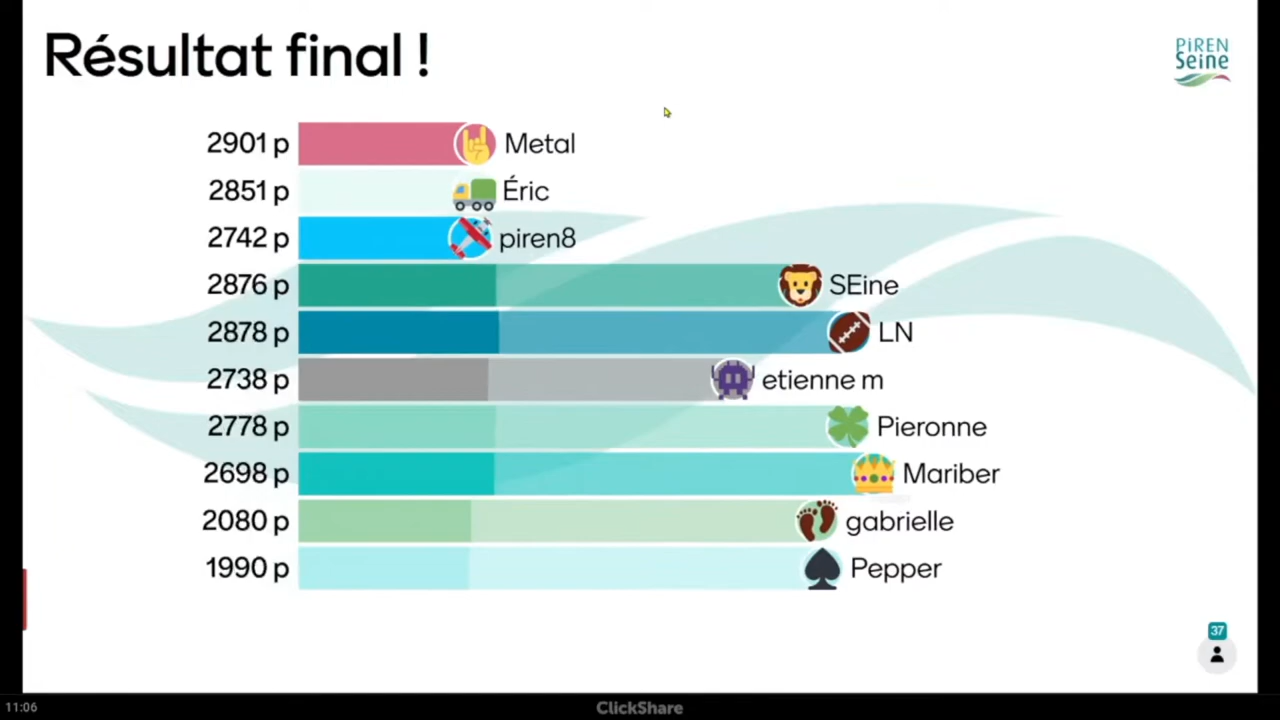 Résultat final !
PiREN
Seine
2901 p Metal
2851 p Éric
2742 p piren8
2876 p SEine
2878 p LN
2738 p etienne m
2778 p Pieronne
2698 p Mariber
2080 p gabrielle
1990 p Pepper
37
11:06 ClickShare